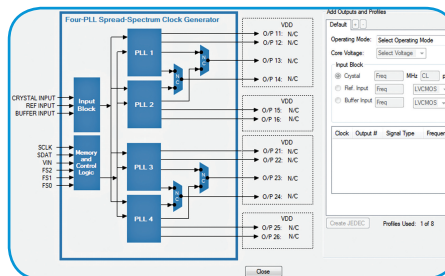 Four-PLL Spread-Spectrum Clock Generator
CRYSTAL INPUT
REF INPUT
BUFFER INPUT
SCLK
SDAT
VIN
FS2
FS1
FS0
Input Block
Memory and Control Logic
PLL 1
PLL 2
PLL 3
PLL 4
VDD
O/P 11: N/C
O/P 12: N/C
O/P 13: N/C
O/P 14: N/C
VDD
O/P 15: N/C
O/P 16: N/C
VDD
O/P 21: N/C
O/P 22: N/C
O/P 23: N/C
O/P 24: N/C
VDD
O/P 25: N/C
O/P 26: N/C
Add Outputs and Profiles
Default + -
Operating Mode: Select Operating Mode
Core Voltage: Select Voltage
Input Block
Crystal Freq MHz CL p
Ref. Input Freq LVCMOS
Buffer Input Freq LVCMOS
Clock Output # Signal Type Frequen
Create JEDEC Profiles Used: 1 of 8
Close